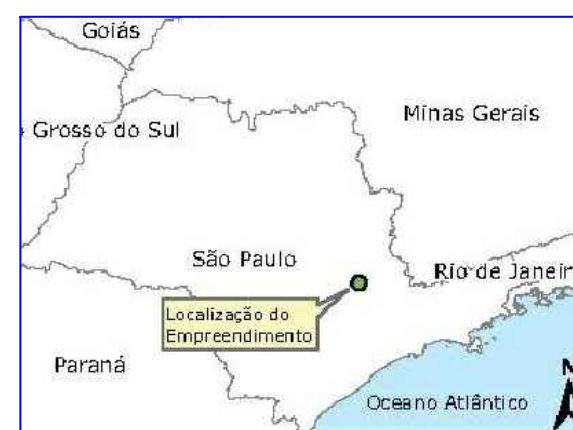 Goiás
Minas Gerais
Grosso do Sul
São Paulo
Rio de Janeir
Localização do
Empreendimento
Paraná
Oceano Atlântico
N